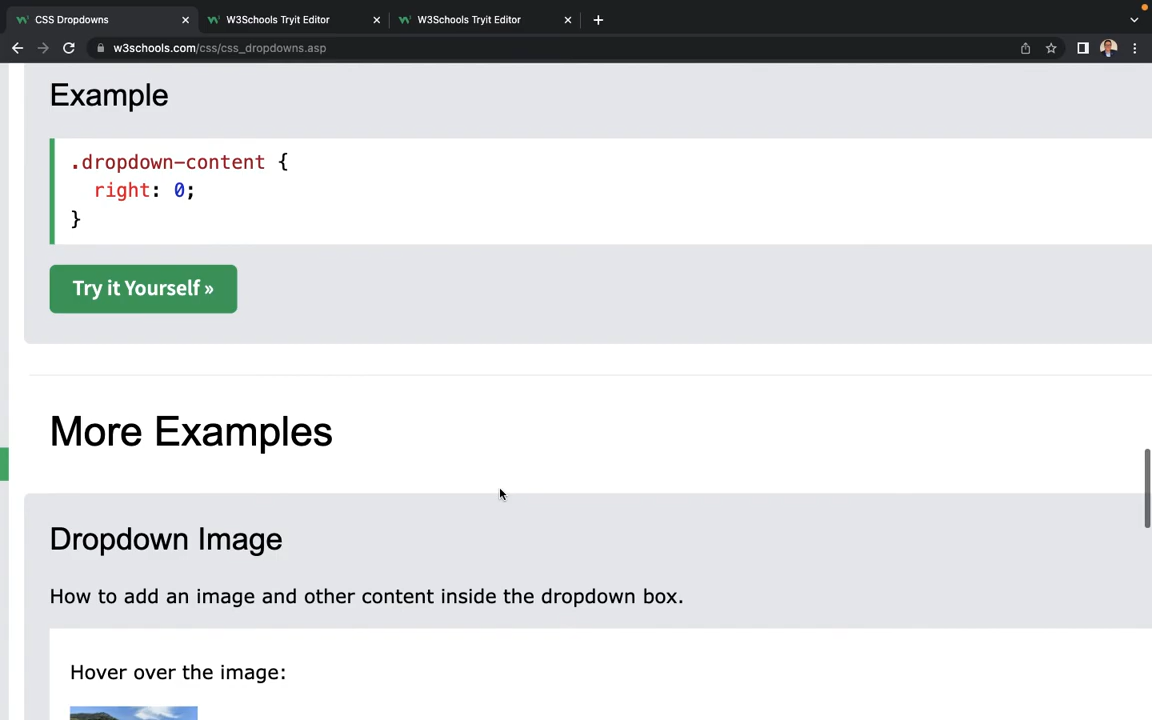 CSS Dropdowns
W3Schools Tryit Editor
W3Schools Tryit Editor
w3schools.com/css/css_dropdowns.asp
Example
.dropdown-content {
right: 0;
}
Try it Yourself »
More Examples
Dropdown Image
How to add an image and other content inside the dropdown box.
Hover over the image: